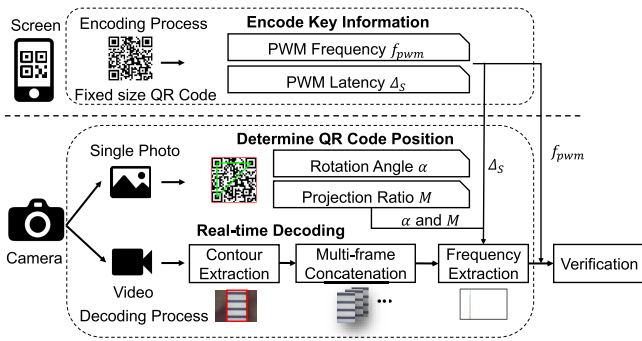 Screen
Encoding Process
Fixed size QR Code
Encode Key Information
PWM Frequency f_pwm
PWM Latency Δ_S
Determine QR Code Position
Single Photo
Rotation Angle α
Projection Ratio M
Δ_S
f_pwm
α and M
Camera
Real-time Decoding
Video
Contour
Extraction
Multi-frame
Concatenation
...
Frequency
Extraction
Verification
Decoding Process